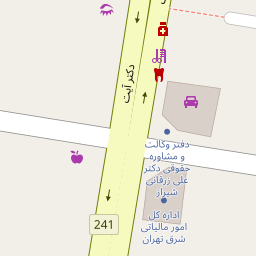 دکتر آیت
دفتر وکالت
و مشاوره
حقوقی دکتر
علی زرقانی
شیراز
اداره کل
امور مالیاتی
شرق تهران
241